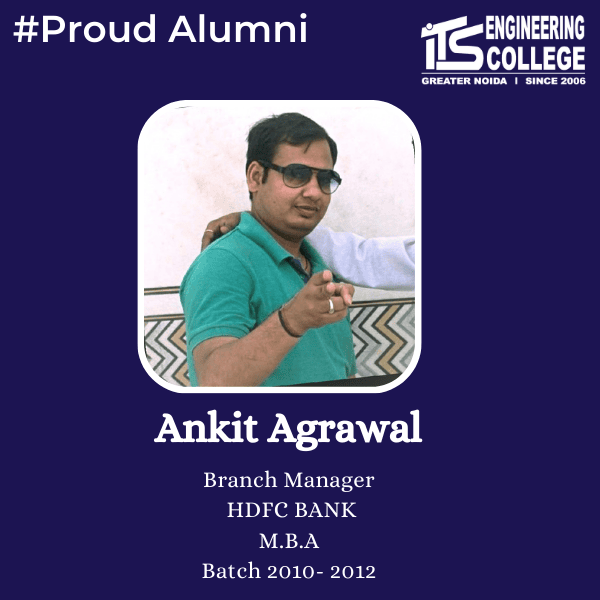 #Proud Alumni
ITS ENGINEERING COLLEGE
GREATER NOIDA | SINCE 2006
Ankit Agrawal
Branch Manager
HDFC BANK
M.B.A
Batch 2010- 2012